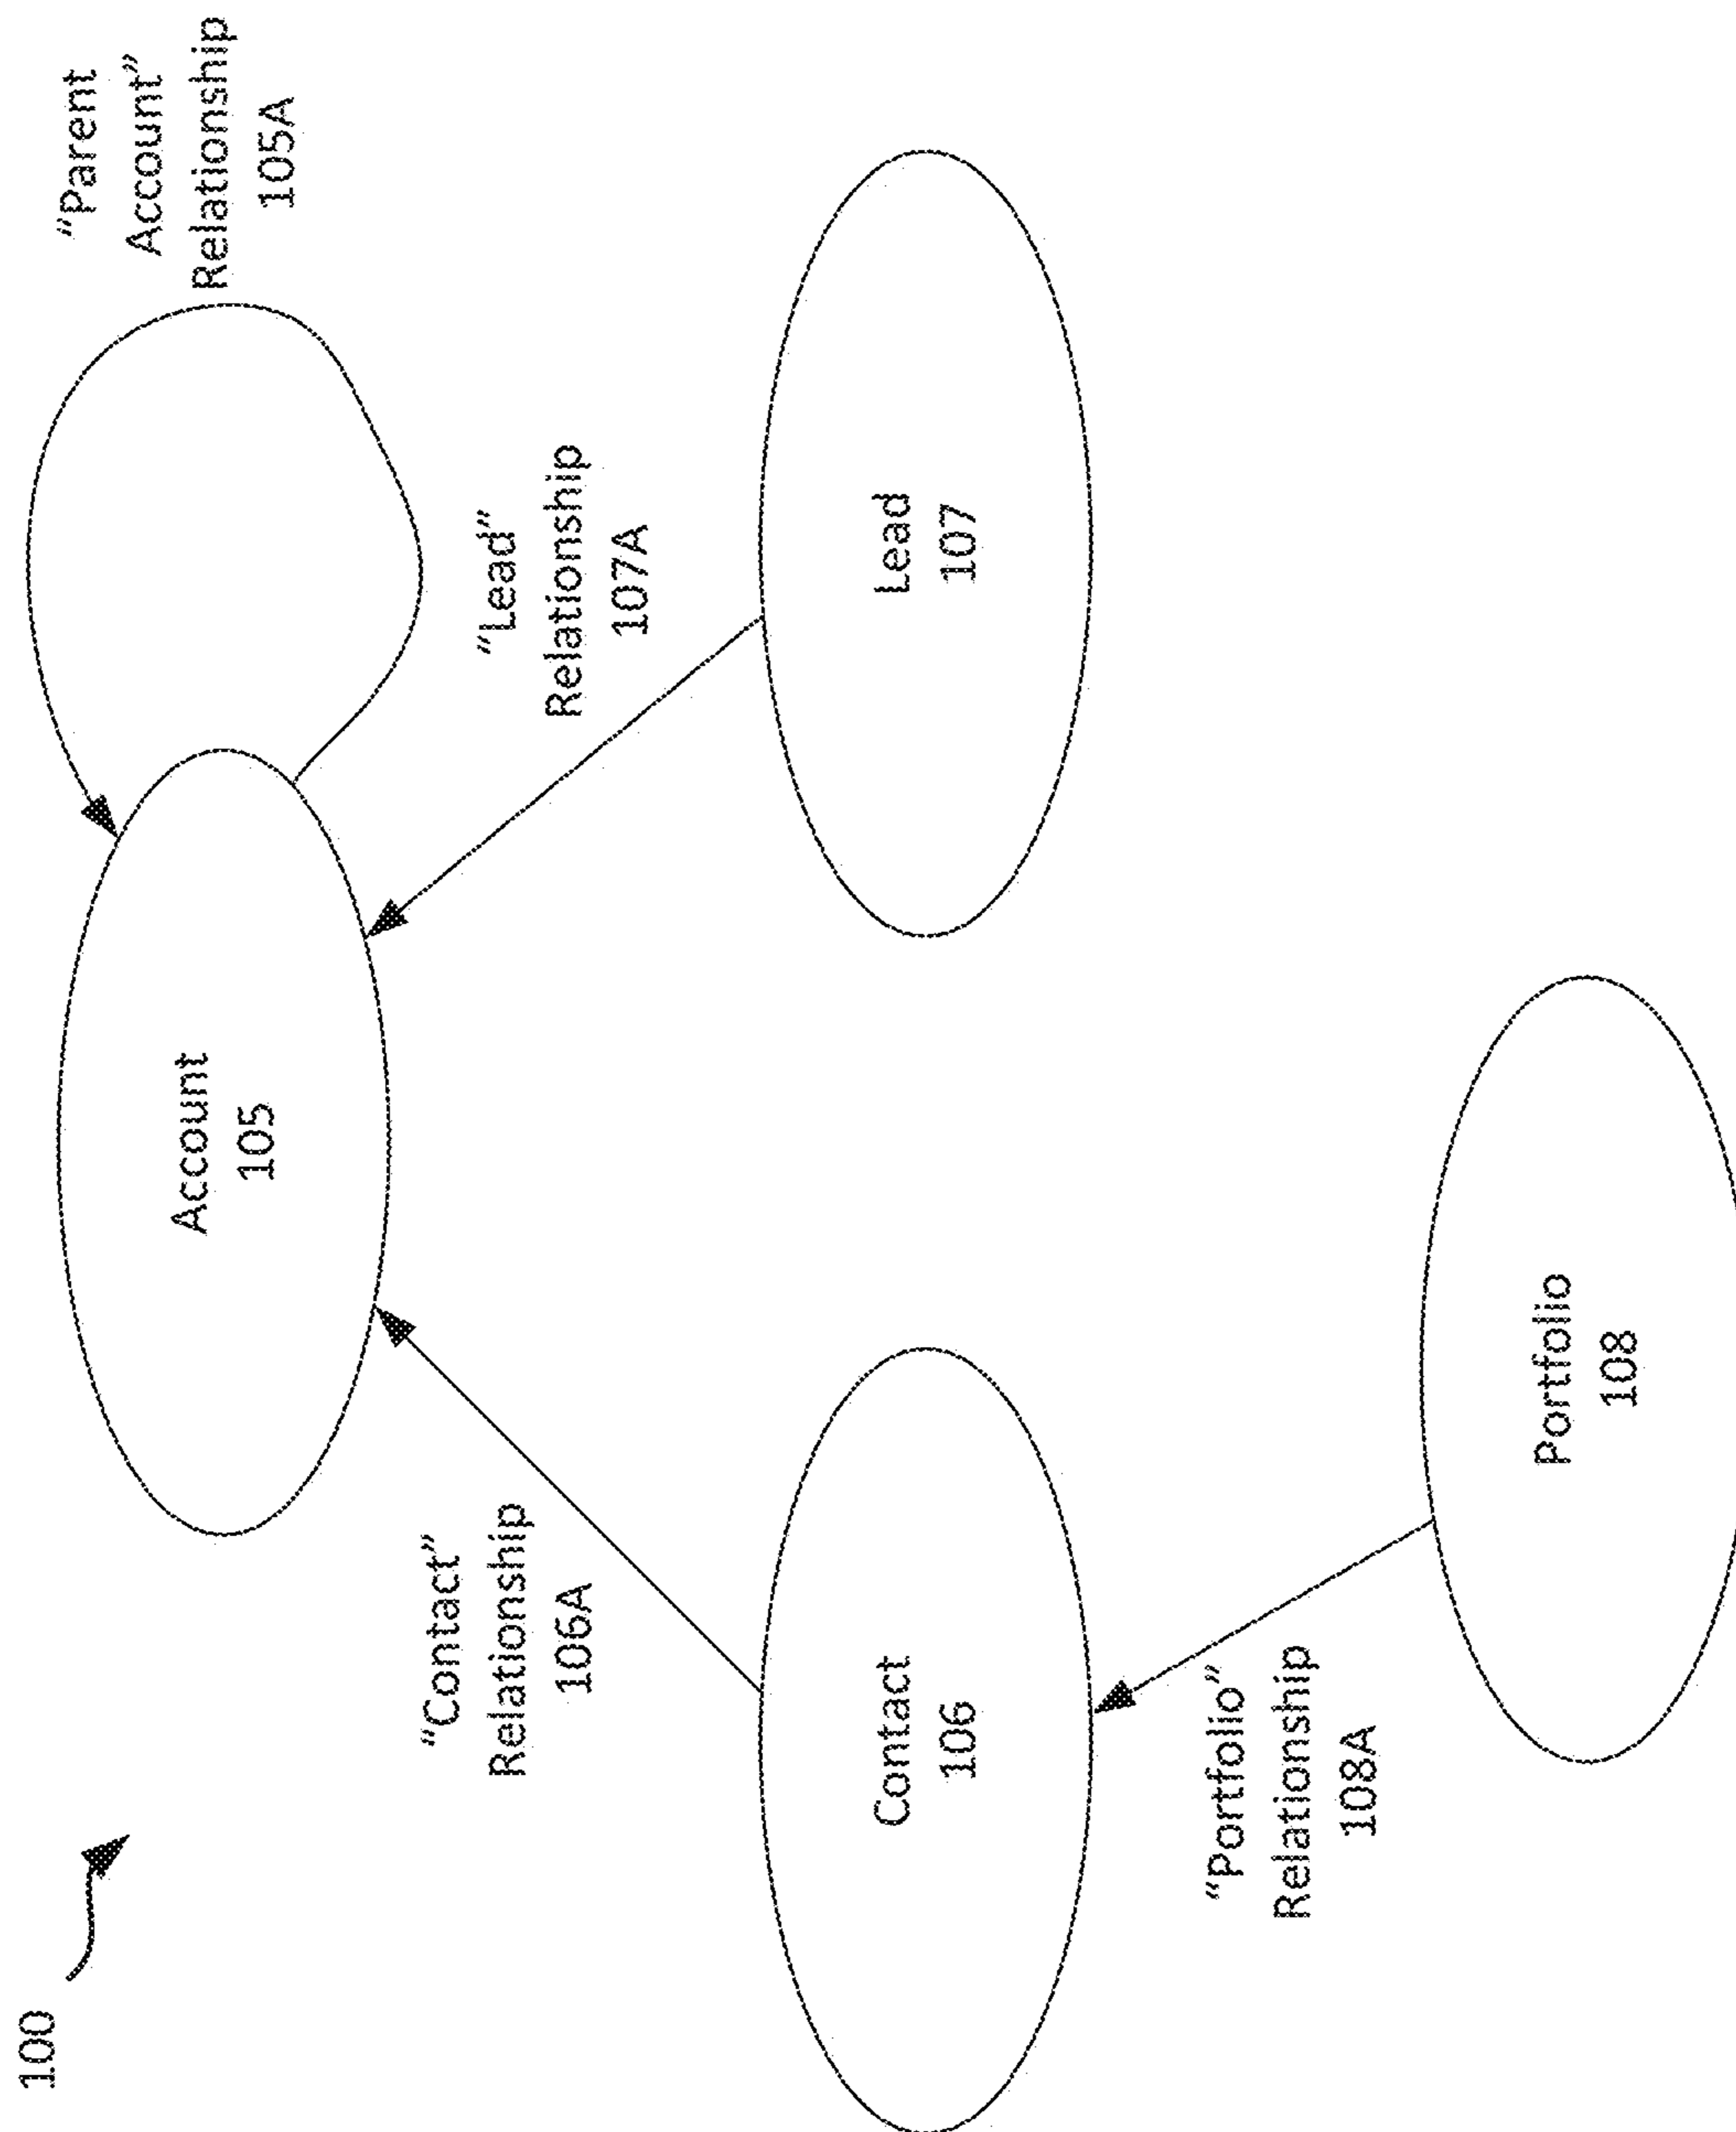 100
“Parent
Account”
Relationship
105A
Account
105
“Contact”
Relationship
106A
“Lead”
Relationship
107A
Contact
106
Lead
107
“Portfolio”
Relationship
108A
Portfolio
108